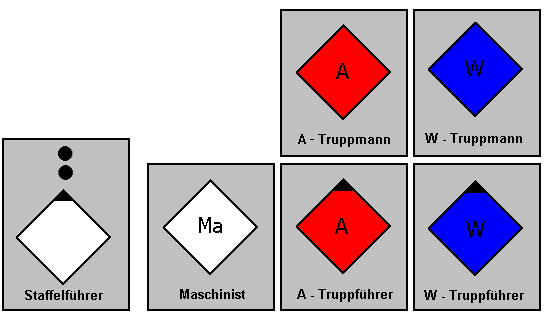 A
A - Truppmann
W
W - Truppmann
Staffelführer
Ma
Maschinist
A
A - Truppführer
W
W - Truppführer